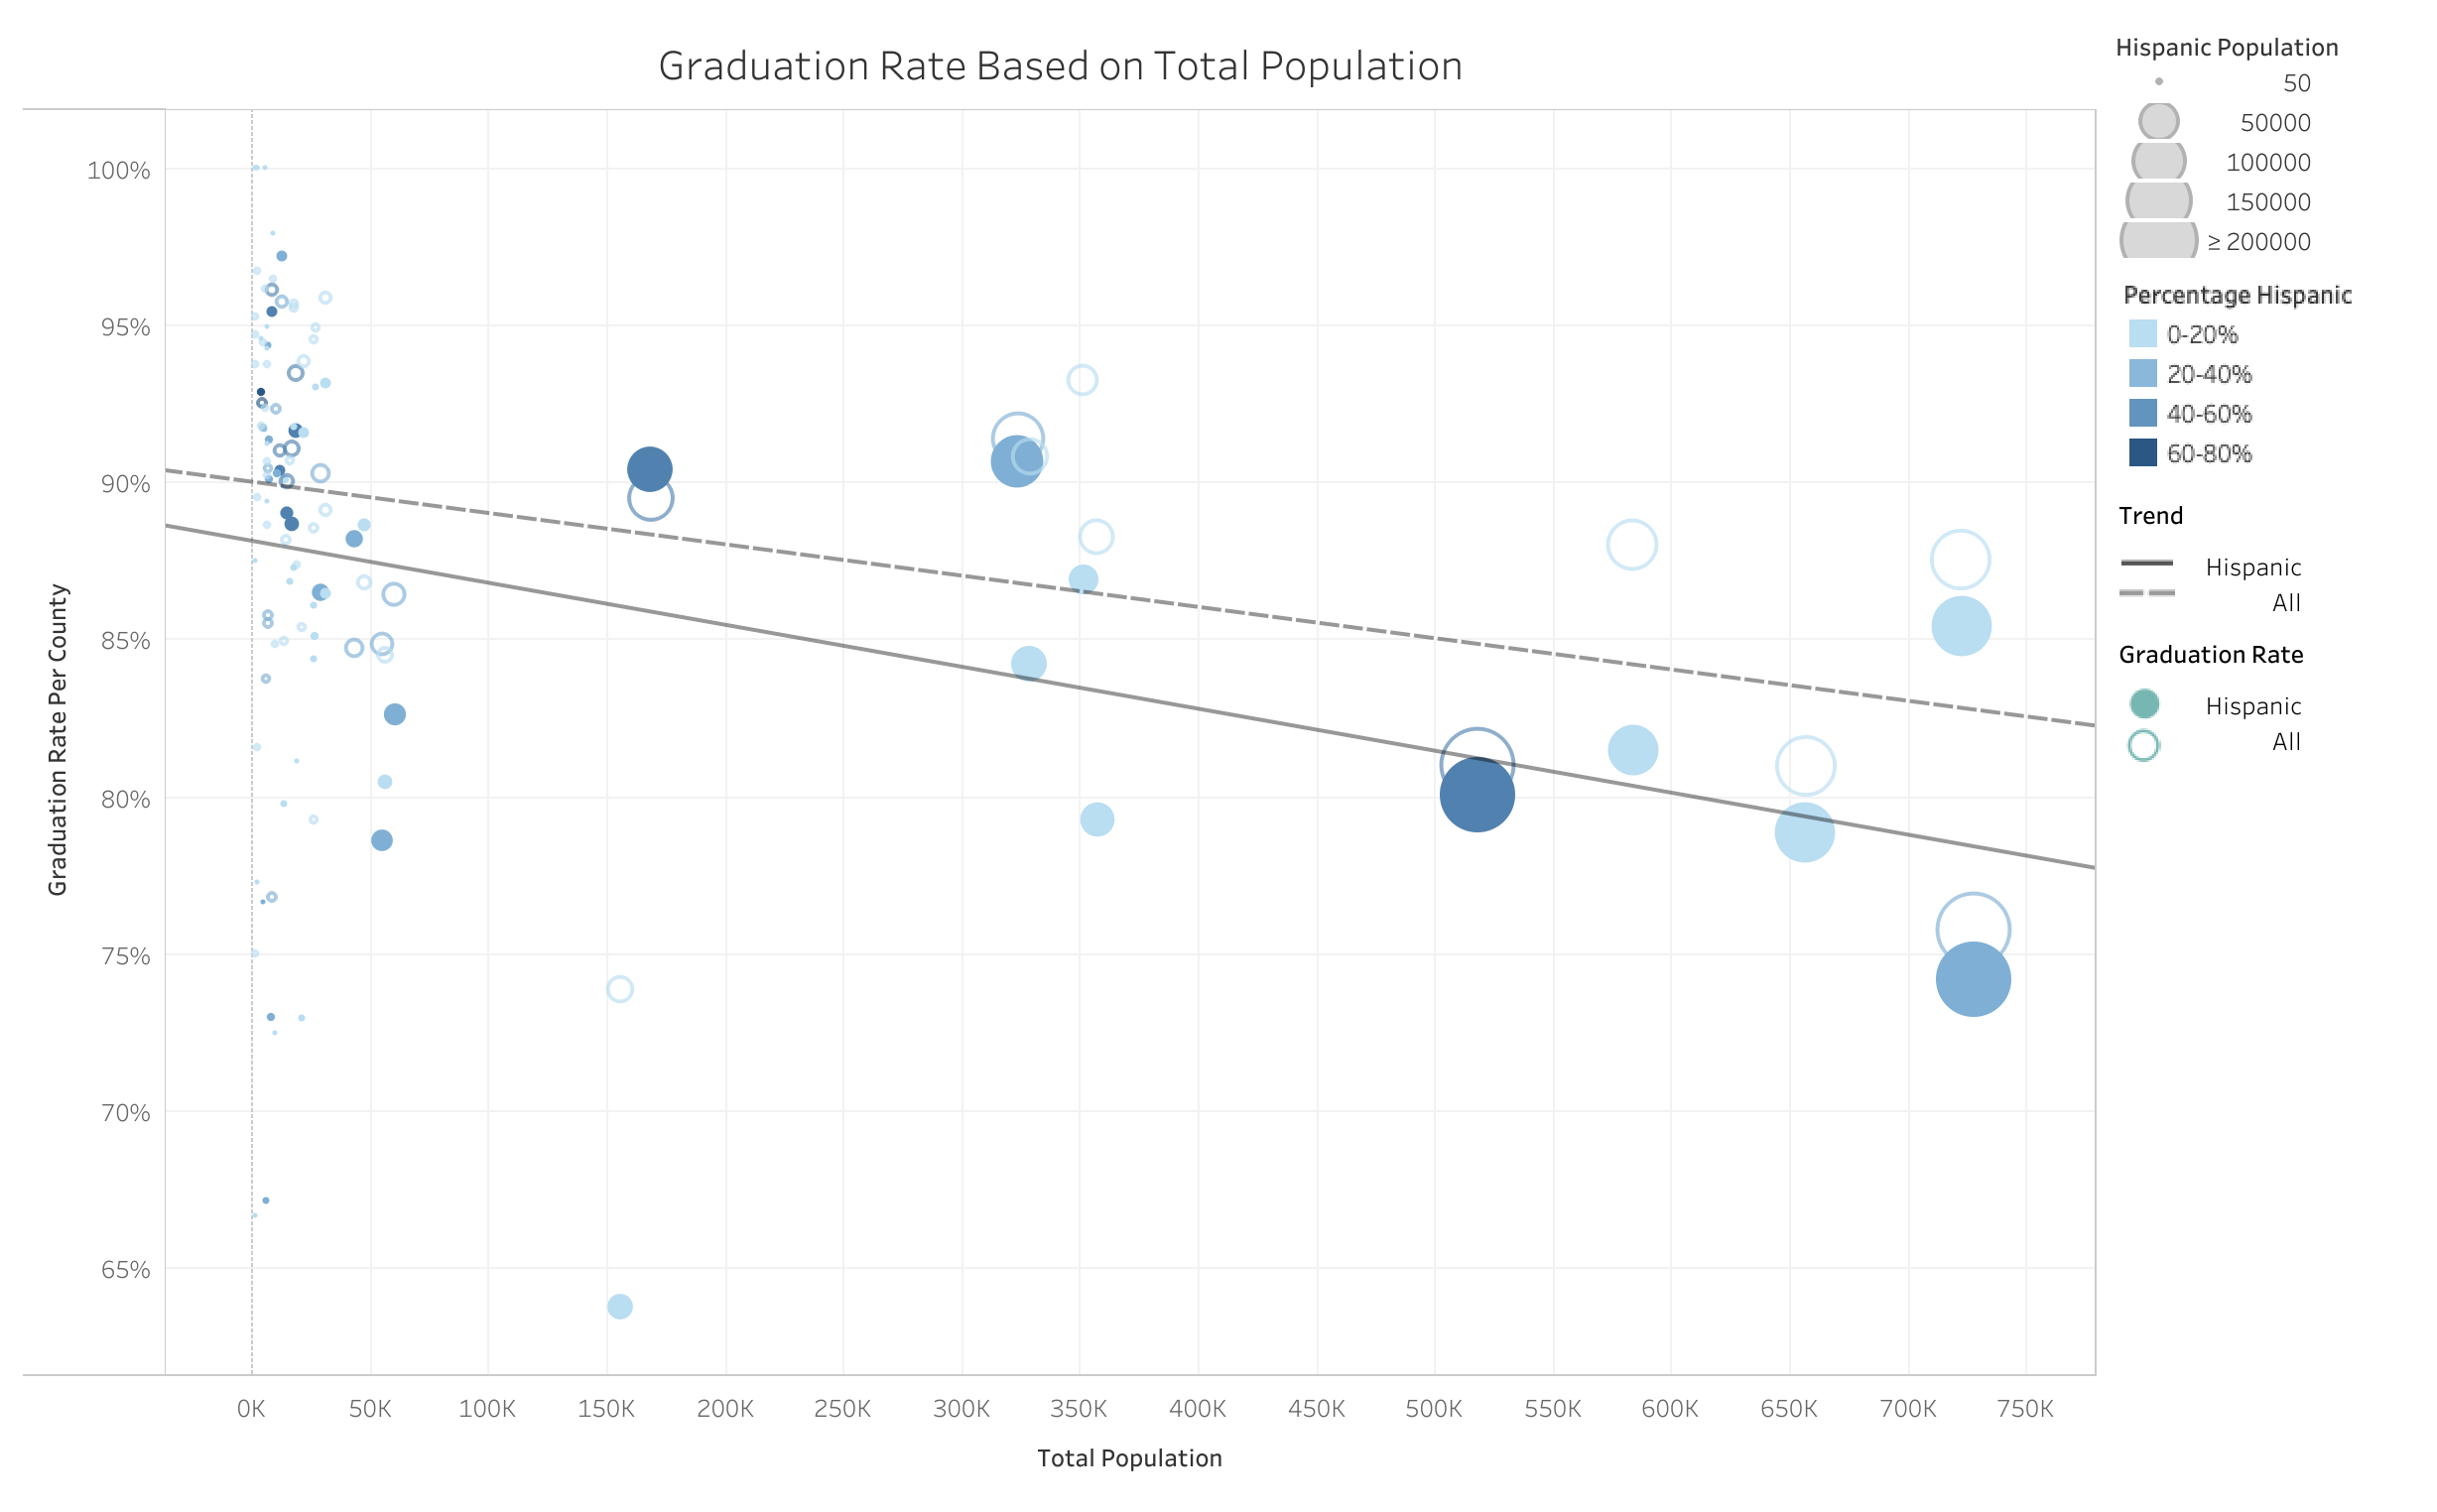 Graduation Rate Based on Total Population
Graduation Rate Per County
100%
95%
90%
85%
80%
75%
70%
65%
0K 50K 100K 150K 200K 250K 300K 350K 400K 450K 500K 550K 600K 650K 700K 750K
Total Population
Hispanic Population
50
50000
100000
150000
≥ 200000
Percentage Hispanic
0-20%
20-40%
40-60%
60-80%
Trend
Hispanic
All
Graduation Rate
Hispanic
All